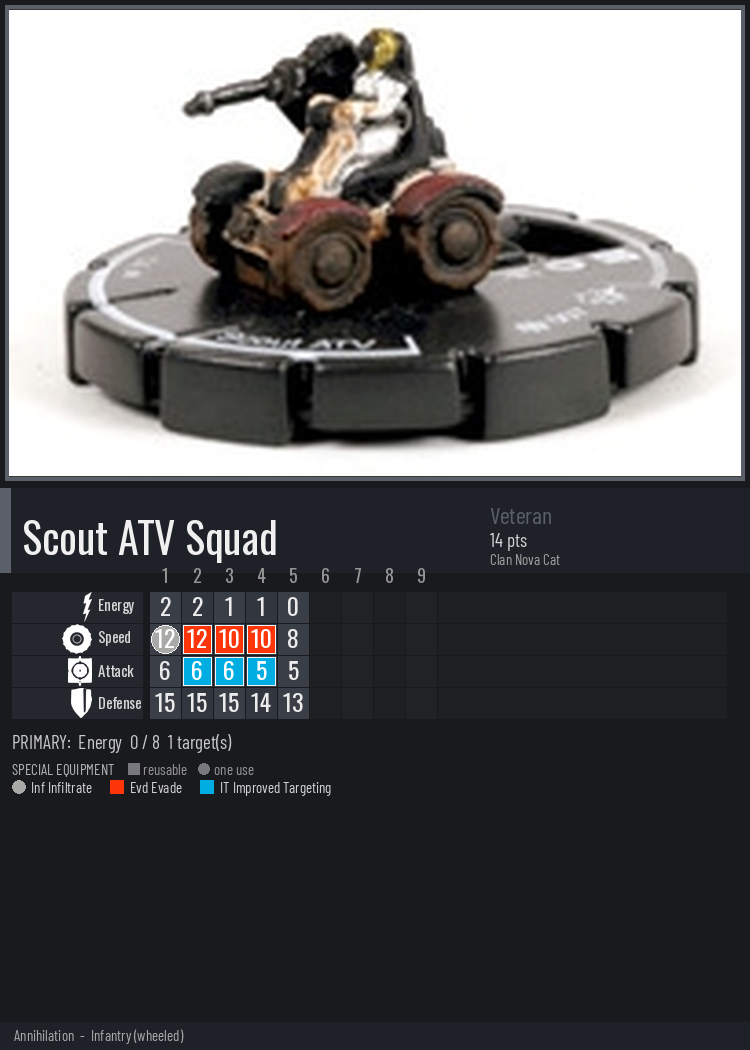 Scout ATV
Scout ATV Squad
Veteran
14 pts
Clan Nova Cat
1 2 3 4 5 6 7 8 9
Energy 2 2 1 1 0
Speed 12 12 10 10 8
Attack 6 6 6 5 5
Defense 15 15 15 14 13
PRIMARY: Energy 0 / 8 1 target(s)
SPECIAL EQUIPMENT reusable one use
Inf Infiltrate Evd Evade IT Improved Targeting
Annihilation - Infantry (wheeled)